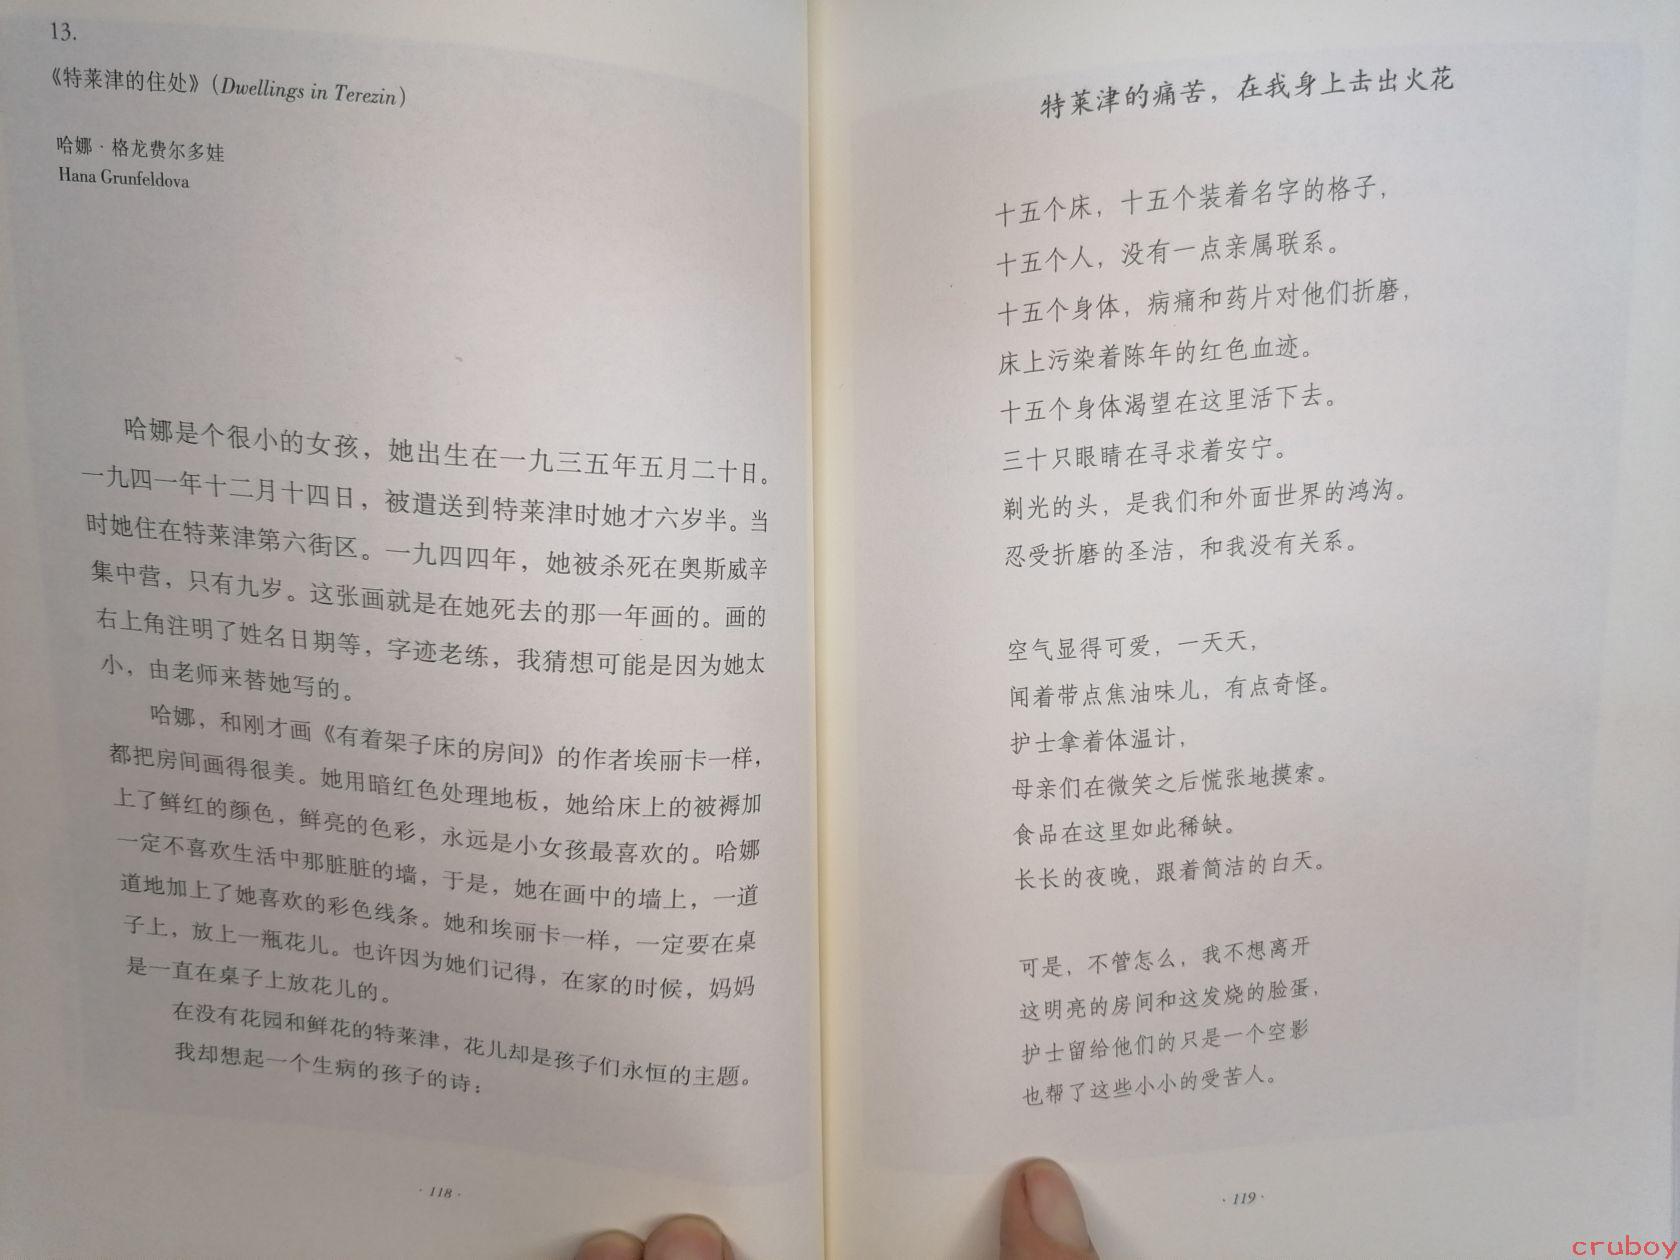 13.
《特莱津的住处》（Dwellings in Terezin）
哈娜·格龙费尔多娃
Hana Grunfeldova
哈娜是个很小的女孩，她出生在一九三五年五月二十日。
一九四一年十二月十四日，被遣送到特莱津时她才六岁半。当
时她住在特莱津第六街区。一九四四年，她被杀死在奥斯威辛
集中营，只有九岁。这张画就是在她死去的那一年画的。画的
右上角注明了姓名日期等，字迹老练，我猜想可能是因为她太
小，由老师来替她写的。
哈娜，和刚才画《有着架子床的房间》的作者埃丽卡一样，
都把房间画得很美。她用暗红色处理地板，她给床上的被褥加
上了鲜红的颜色，鲜亮的色彩，永远是小女孩最喜欢的。哈娜
一定不喜欢生活中那脏脏的墙，于是，她在画中的墙上，一道
道地加上了她喜欢的彩色线条。她和埃丽卡一样，一定要在桌
子上，放上一瓶花儿。也许因为她们记得，在家的时候，妈妈
是一直在桌子上放花儿的。
在没有花园和鲜花的特莱津，花儿却是孩子们永恒的主题。
我却想起一个生病的孩子的诗：
·118·
特莱津的痛苦，在我身上击出火花
十五个床，十五个装着名字的格子，
十五个人，没有一点亲属联系。
十五个身体，病痛和药片对他们折磨，
床上污染着陈年的红色血迹。
十五个身体渴望在这里活下去。
三十只眼睛在寻求着安宁。
剃光的头，是我们和外面世界的鸿沟。
忍受折磨的圣洁，和我没有关系。
空气显得可爱，一天天，
闻着带点焦油味儿，有点奇怪。
护士拿着体温计，
母亲们在微笑之后慌张地摸索。
食品在这里如此稀缺。
长长的夜晚，跟着简洁的白天。
可是，不管怎么，我不想离开
这明亮的房间和这发烧的脸蛋，
护士留给他们的只是一个空影
也帮了这些小小的受苦人。
·119·
cruboy